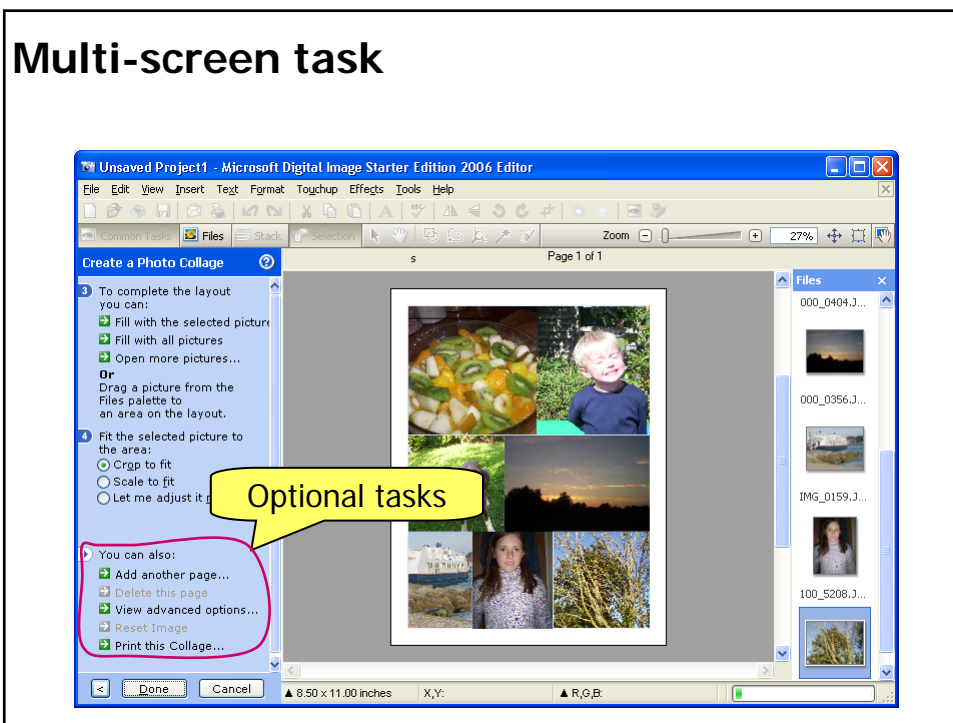 Multi-screen task
Unsaved Project1 - Microsoft Digital Image Starter Edition 2006 Editor
File Edit View Insert Text Format Touchup Effects Tools Help
Common Tasks Files Stack Selection Zoom 27%
Create a Photo Collage
s Page 1 of 1
Files
3 To complete the layout
you can:
Fill with the selected picture
Fill with all pictures
Open more pictures...
Or
Drag a picture from the
Files palette to
an area on the layout.
4 Fit the selected picture to
the area:
Crop to fit
Scale to fit
Let me adjust it
Optional tasks
You can also:
Add another page...
Delete this page
View advanced options...
Reset Image
Print this Collage...
< Done Cancel
000_0404.J...
000_0356.J...
IMG_0159.J...
100_5208.J...
8.50 x 11.00 inches X,Y: R,G,B: